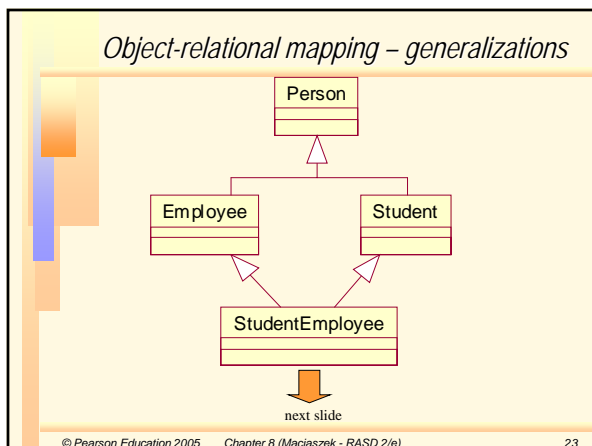 Object-relational mapping – generalizations
Person
Employee
Student
StudentEmployee
next slide
© Pearson Education 2005 Chapter 8 (Maciaszek - RASD 2/e) 23